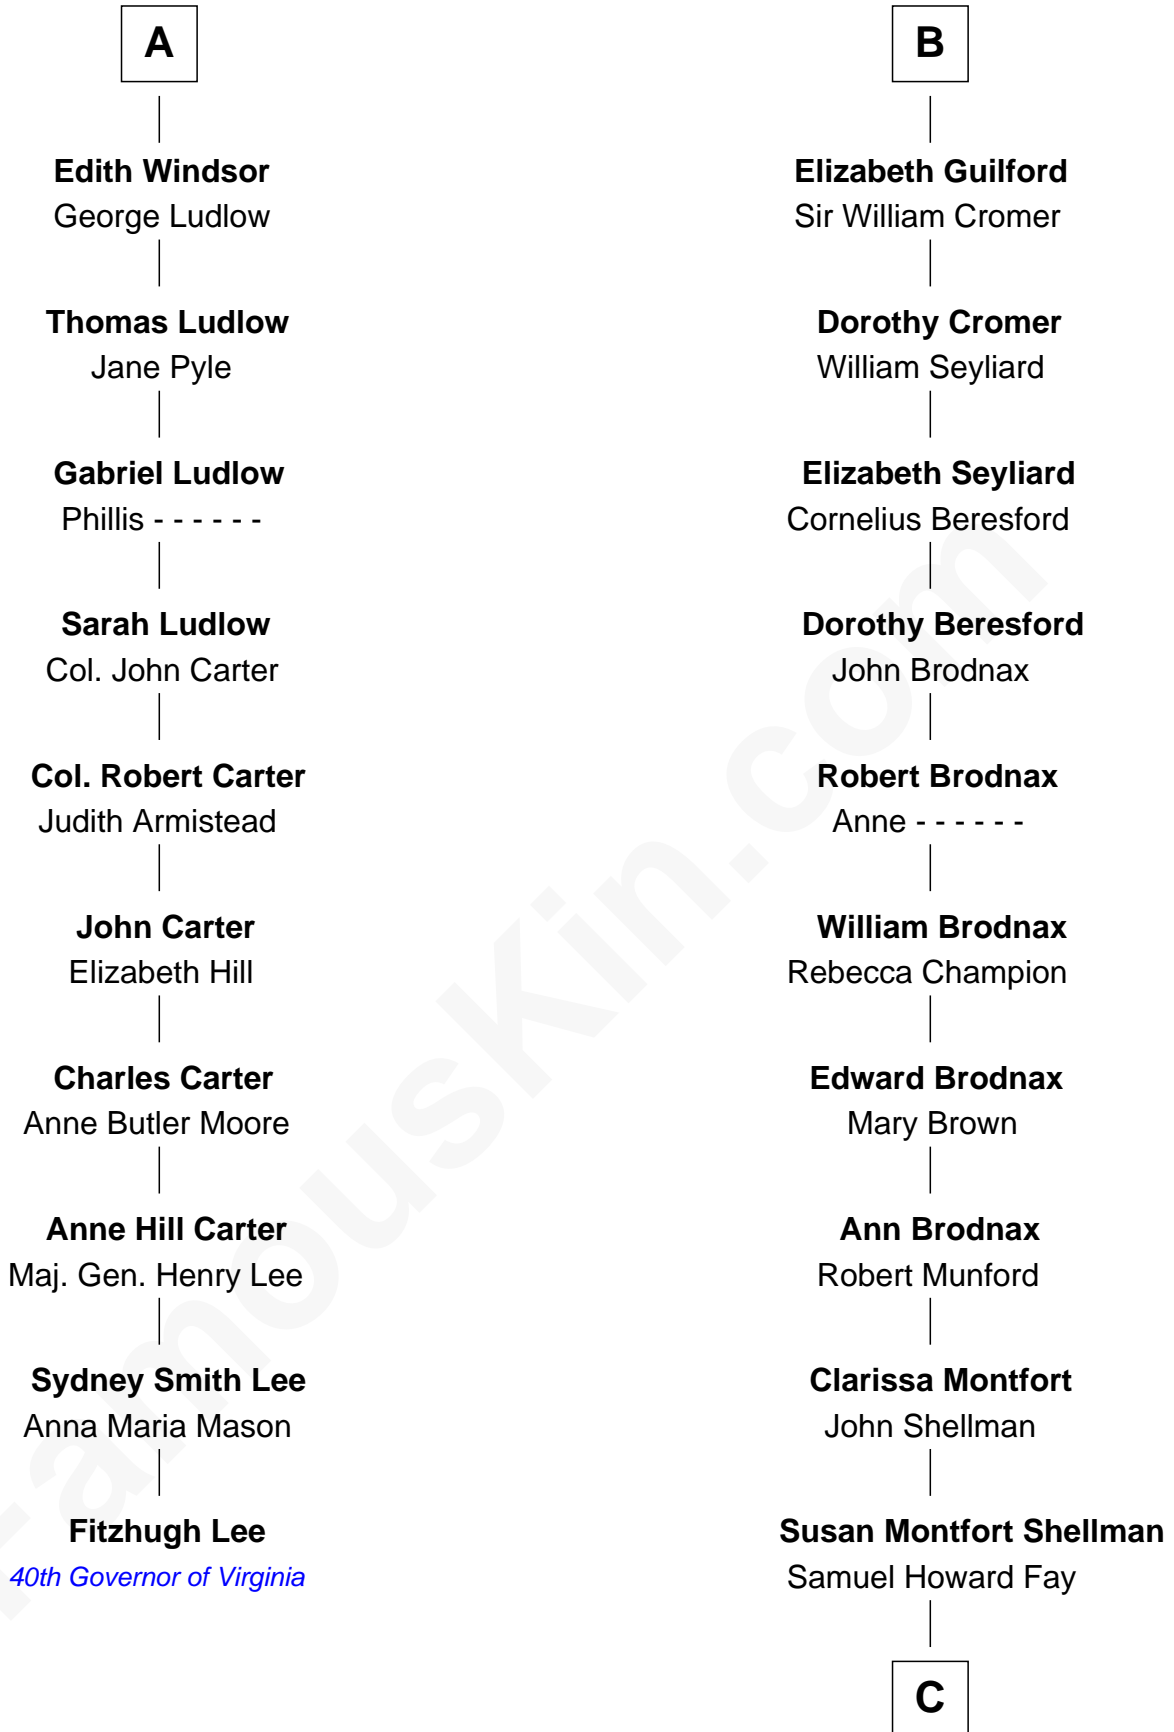 A
Edith Windsor
George Ludlow
Thomas Ludlow
Jane Pyle
Gabriel Ludlow
Phillis - - - - - -
Sarah Ludlow
Col. John Carter
Col. Robert Carter
Judith Armistead
John Carter
Elizabeth Hill
Charles Carter
Anne Butler Moore
Anne Hill Carter
Maj. Gen. Henry Lee
Sydney Smith Lee
Anna Maria Mason
Fitzhugh Lee
40th Governor of Virginia
B
Elizabeth Guilford
Sir William Cromer
Dorothy Cromer
William Seyliard
Elizabeth Seyliard
Cornelius Beresford
Dorothy Beresford
John Brodnax
Robert Brodnax
Anne - - - - - -
William Brodnax
Rebecca Champion
Edward Brodnax
Mary Brown
Ann Brodnax
Robert Munford
Clarissa Montfort
John Shellman
Susan Montfort Shellman
Samuel Howard Fay
C
FamousKin.com